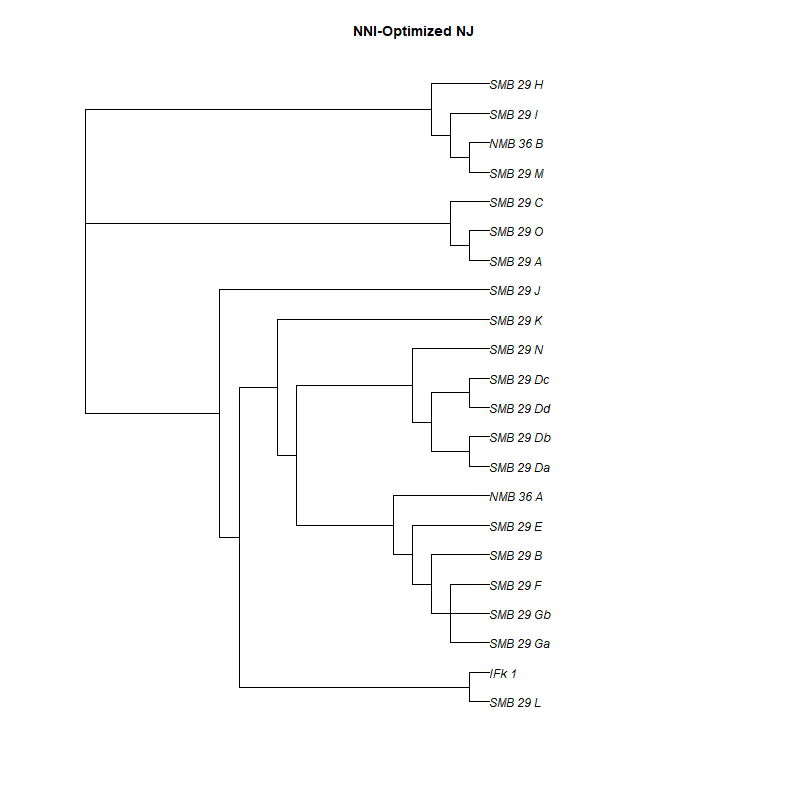 NNI-Optimized NJ
SMB 29 H
SMB 29 I
NMB 36 B
SMB 29 M
SMB 29 C
SMB 29 O
SMB 29 A
SMB 29 J
SMB 29 K
SMB 29 N
SMB 29 Dc
SMB 29 Dd
SMB 29 Db
SMB 29 Da
NMB 36 A
SMB 29 E
SMB 29 B
SMB 29 F
SMB 29 Gb
SMB 29 Ga
IFk 1
SMB 29 L